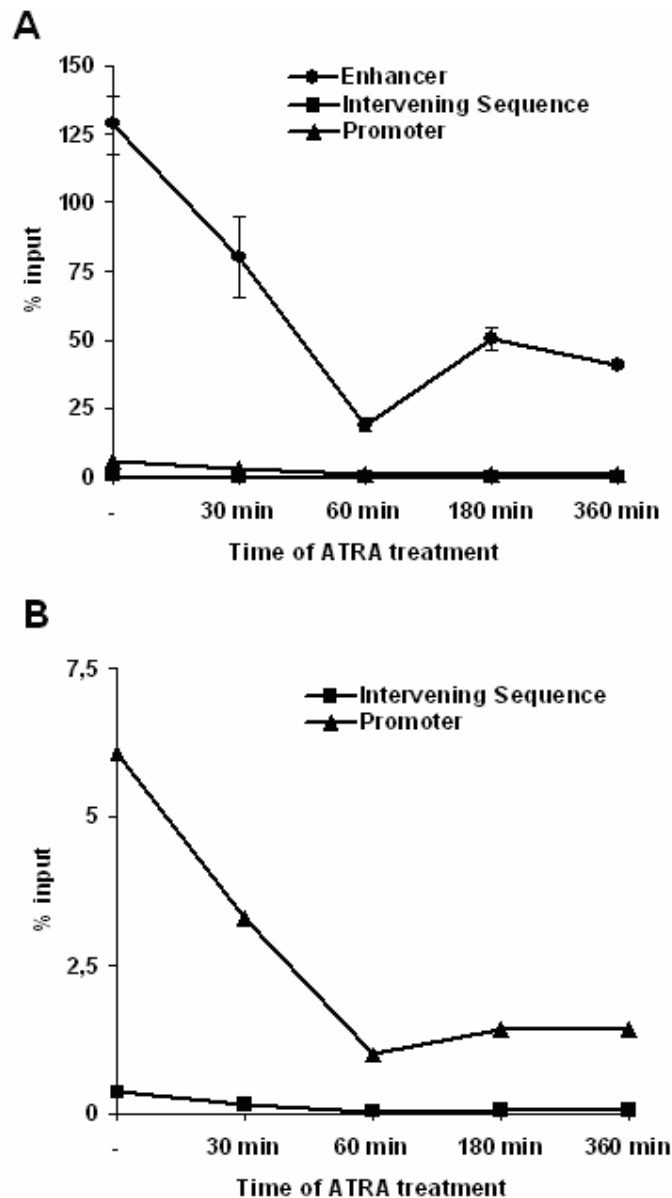 A
150
125
100
75
50
25
0
% input
Enhancer
Intervening Sequence
Promoter
- 30 min 60 min 180 min 360 min
Time of ATRA treatment
B
7,5
5
2,5
0
% input
Intervening Sequence
Promoter
- 30 min 60 min 180 min 360 min
Time of ATRA treatment